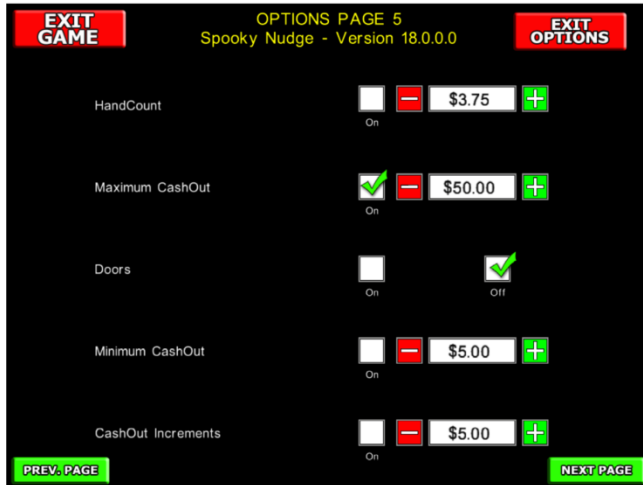 EXIT GAME
OPTIONS PAGE 5
Spooky Nudge - Version 18.0.0.0
EXIT OPTIONS
HandCount
On
$3.75
Maximum CashOut
On
$50.00
Doors
On
Off
Minimum CashOut
On
$5.00
CashOut Increments
On
$5.00
PREV. PAGE
NEXT PAGE